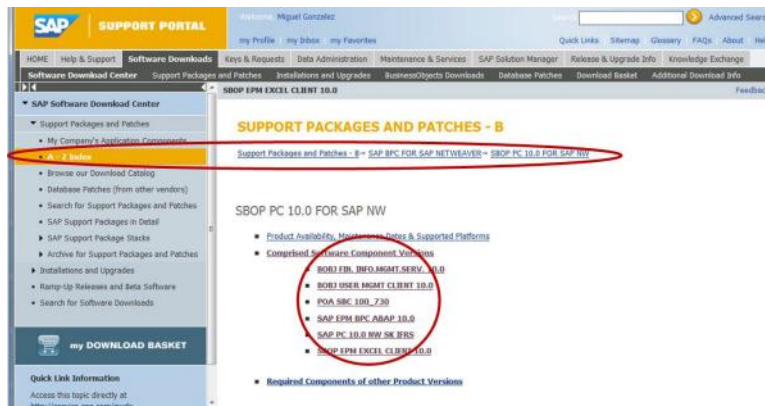 SAP SUPPORT PORTAL
Welcome, Miguel Gonzalez
Advanced Sear
my Profile my Inbox my Favorites
Quick Links Sitemap Glossary FAQs About Hel
HOME Help & Support Software Downloads Keys & Requests Data Administration Maintenance & Services SAP Solution Manager Release & Upgrade Info Knowledge Exchange
Software Download Center Support Packages and Patches Installations and Upgrades BusinessObjects Downloads Database Patches Download Basket Additional Download Info
SBOP EPM EXCEL CLIENT 10.0
Feedbac
SAP Software Download Center
Support Packages and Patches
My Company's Application Components
A - Z Index
Browse our Download Catalog
Database Patches (from other vendors)
Search for Support Packages and Patches
SAP Support Packages in Detail
SAP Support Package Stacks
Archive for Support Packages and Patches
Installations and Upgrades
Ramp-Up Releases and Beta Software
Search for Software Downloads
my DOWNLOAD BASKET
Quick Link Information
Access this topic directly at
SUPPORT PACKAGES AND PATCHES - B
Support Packages and Patches - B→ SAP BPC FOR SAP NETWEAVER→ SBOP PC 10.0 FOR SAP NW
SBOP PC 10.0 FOR SAP NW
Product Availability, Maintenance Dates & Supported Platforms
Comprised Software Component Versions
BOBJ FIN. INFO.MGMT.SERV. 10.0
BOBJ USER MGMT CLIENT 10.0
POA SBC 100_730
SAP EPM BPC ABAP 10.0
SAP PC 10.0 NW SK IFRS
SBOP EPM EXCEL CLIENT 10.0
Required Components of other Product Versions